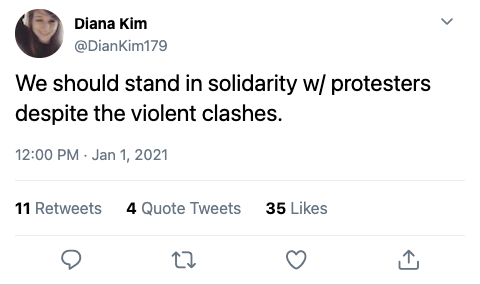 Diana Kim
@DianKim179
We should stand in solidarity w/ protesters
despite the violent clashes.
12:00 PM · Jan 1, 2021
11 Retweets 4 Quote Tweets 35 Likes